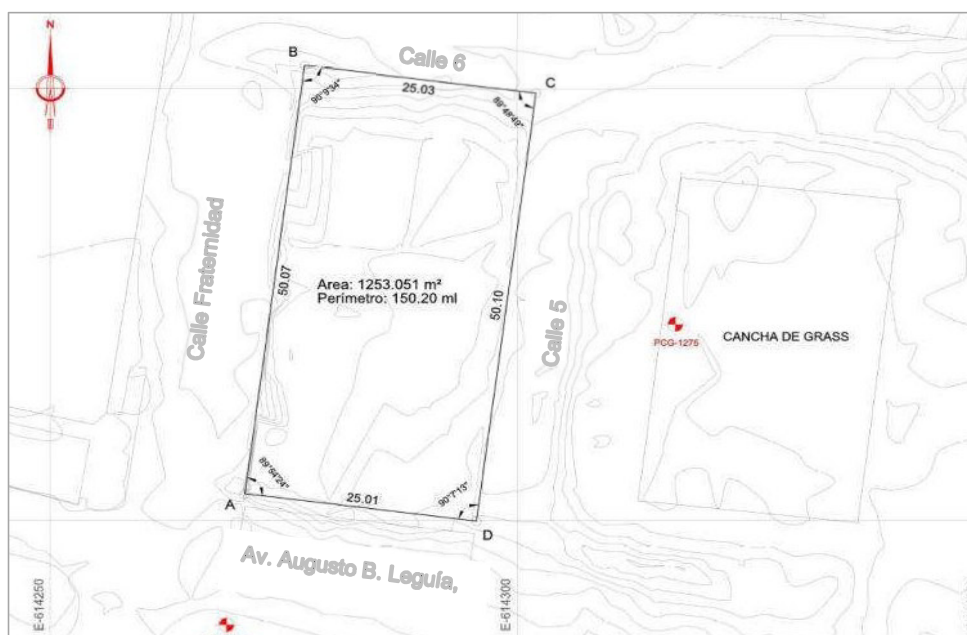 N
B
Calle 6
C
90°9'34"
25.03
89°48'49"
Calle Fraternidad
50.07
Area: 1253.051 m²
Perímetro: 150.20 ml
50.10
Calle 5
PCG-1275
CANCHA DE GRASS
89°54'24"
25.01
90°7'13"
A
D
Av. Augusto B. Leguía,
E-614250
E-614300